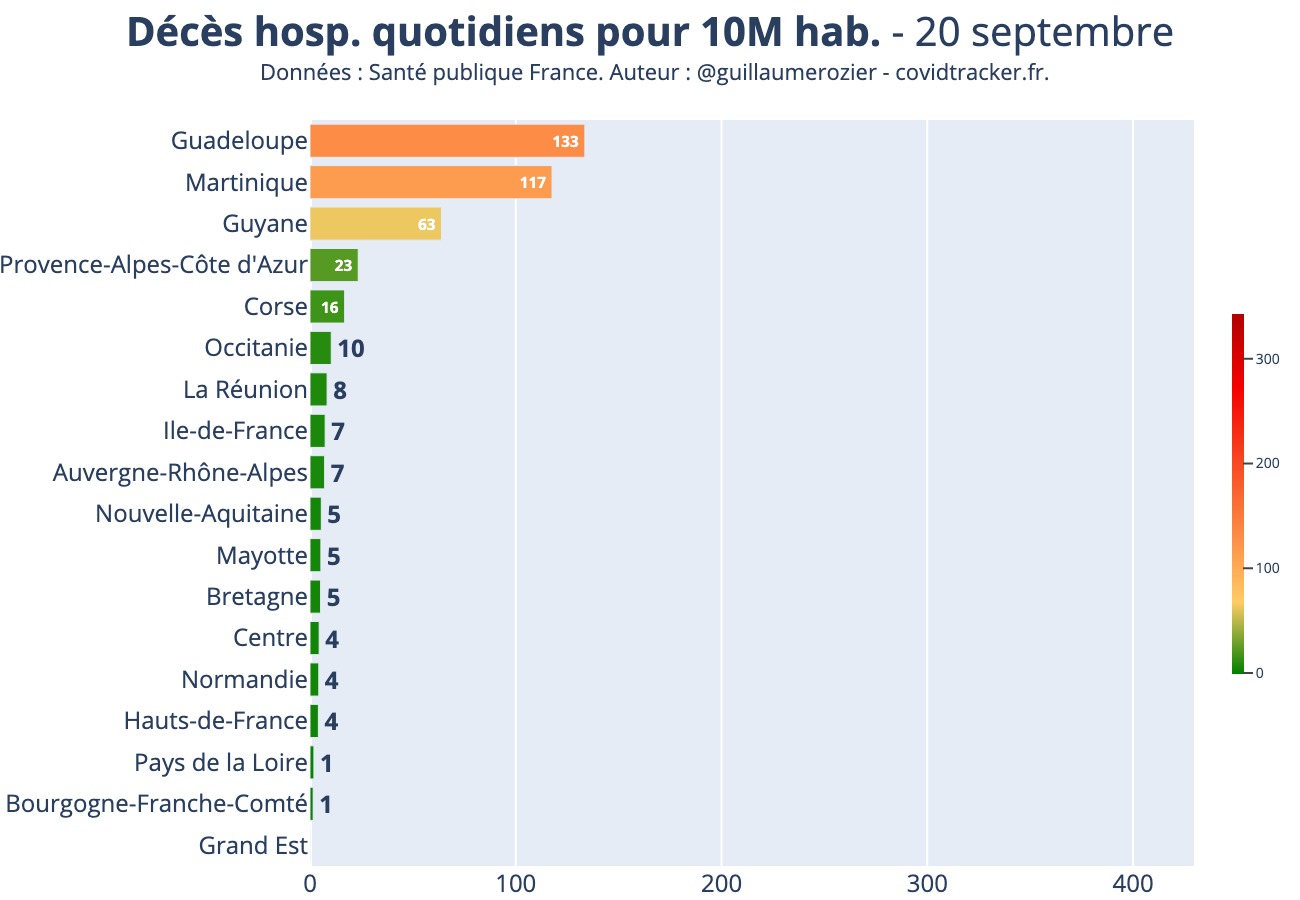 Décès hosp. quotidiens pour 10M hab. - 20 septembre
Données : Santé publique France. Auteur : @guillaumerozier - covidtracker.fr.
Guadeloupe 133
Martinique 117
Guyane 63
Provence-Alpes-Côte d'Azur 23
Corse 16
Occitanie 10
La Réunion 8
Ile-de-France 7
Auvergne-Rhône-Alpes 7
Nouvelle-Aquitaine 5
Mayotte 5
Bretagne 5
Centre 4
Normandie 4
Hauts-de-France 4
Pays de la Loire 1
Bourgogne-Franche-Comté 1
Grand Est
0 100 200 300 400
300
200
100
0